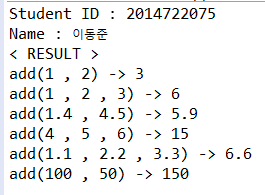 Student ID : 2014722075
Name : 이동준
< RESULT >
add(1 , 2) -> 3
add(1 , 2 , 3) -> 6
add(1.4 , 4.5) -> 5.9
add(4 , 5 , 6) -> 15
add(1.1 , 2.2 , 3.3) -> 6.6
add(100 , 50) -> 150